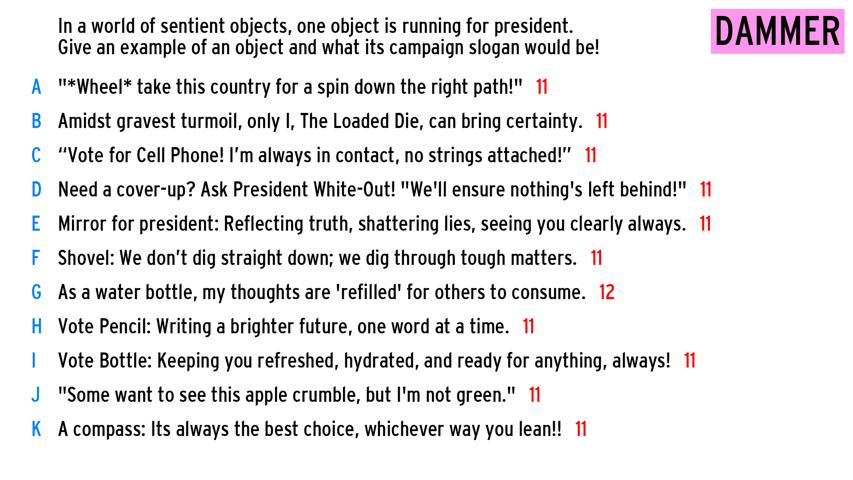 In a world of sentient objects, one object is running for president.
Give an example of an object and what its campaign slogan would be!
DAMMER
A "*Wheel* take this country for a spin down the right path!" 11
B Amidst gravest turmoil, only I, The Loaded Die, can bring certainty. 11
C “Vote for Cell Phone! I’m always in contact, no strings attached!” 11
D Need a cover-up? Ask President White-Out! "We'll ensure nothing's left behind!" 11
E Mirror for president: Reflecting truth, shattering lies, seeing you clearly always. 11
F Shovel: We don’t dig straight down; we dig through tough matters. 11
G As a water bottle, my thoughts are 'refilled' for others to consume. 12
H Vote Pencil: Writing a brighter future, one word at a time. 11
I Vote Bottle: Keeping you refreshed, hydrated, and ready for anything, always! 11
J "Some want to see this apple crumble, but I'm not green." 11
K A compass: Its always the best choice, whichever way you lean!! 11